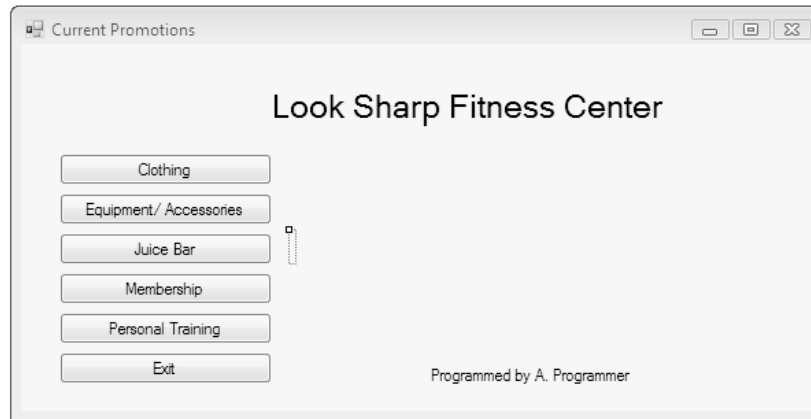 Current Promotions
Look Sharp Fitness Center
Clothing
Equipment/ Accessories
Juice Bar
Membership
Personal Training
Exit
Programmed by A. Programmer